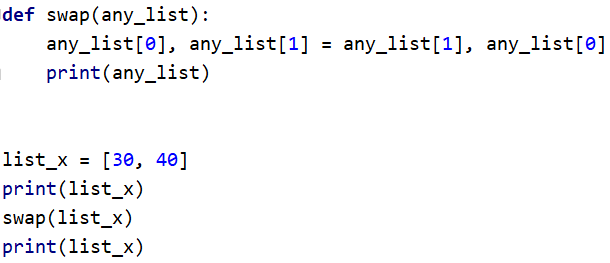 def swap(any_list):
    any_list[0], any_list[1] = any_list[1], any_list[0]
    print(any_list)
list_x = [30, 40]
print(list_x)
swap(list_x)
print(list_x)